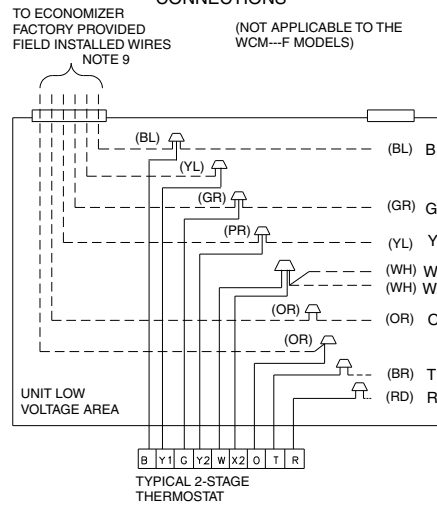 CONNECTIONS
TO ECONOMIZER
FACTORY PROVIDED
FIELD INSTALLED WIRES
NOTE 9
(NOT APPLICABLE TO THE
WCM---F MODELS)
(BL)
(BL) B
(YL)
(GR)
(GR) G
(PR)
(YL) Y
(WH) W
(WH) W
(OR)
(OR)
(OR)
(BR) T
(RD) R
UNIT LOW
VOLTAGE AREA
B Y1 G Y2 W X2 O T R
TYPICAL 2-STAGE
THERMOSTAT